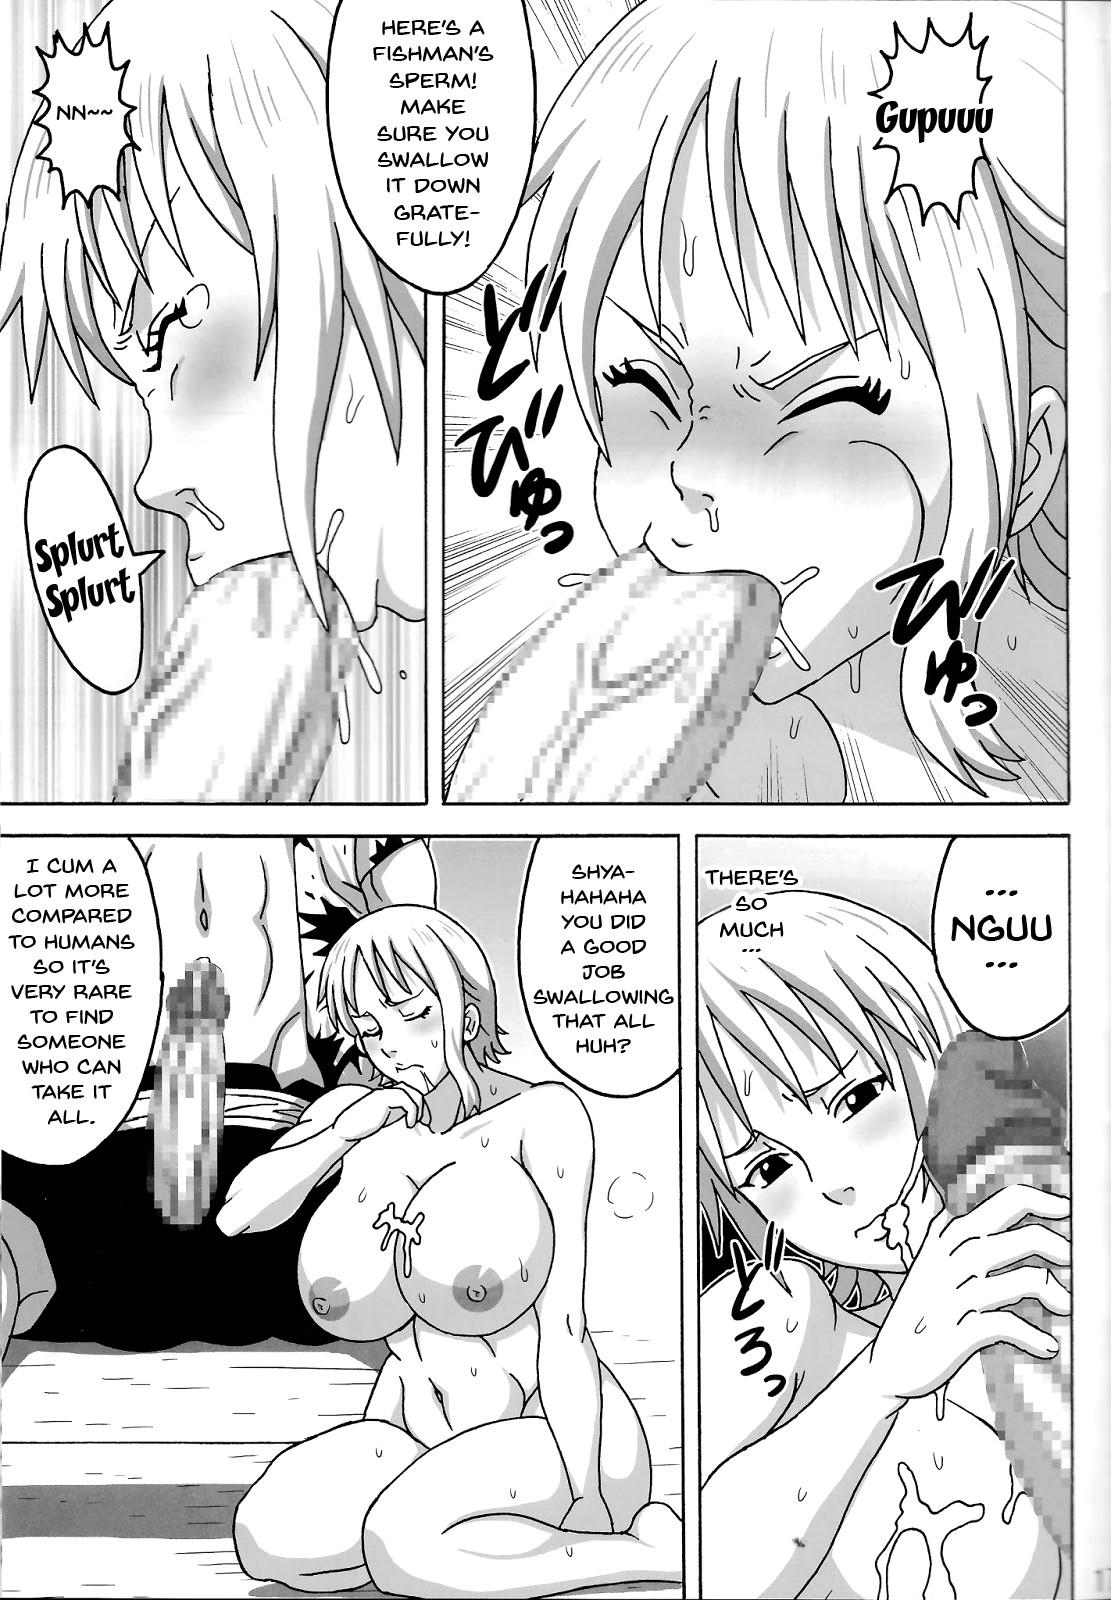 Gupuuu
どびゅっ
びゅっ
HERE'S A
FISHMAN'S
SPERM!
MAKE
SURE YOU
SWALLOW
IT DOWN
GRATE-
FULLY!
NN~~
Splurt
Splurt
...
NGUU
...
THERE'S
SO
MUCH
...
どろっ
SHYA-
HAHAHA
YOU DID
A GOOD
JOB
SWALLOWING
THAT ALL
HUH?
I CUM A
LOT MORE
COMPARED
TO HUMANS
SO IT'S
VERY RARE
TO FIND
SOMEONE
WHO CAN
TAKE IT
ALL.